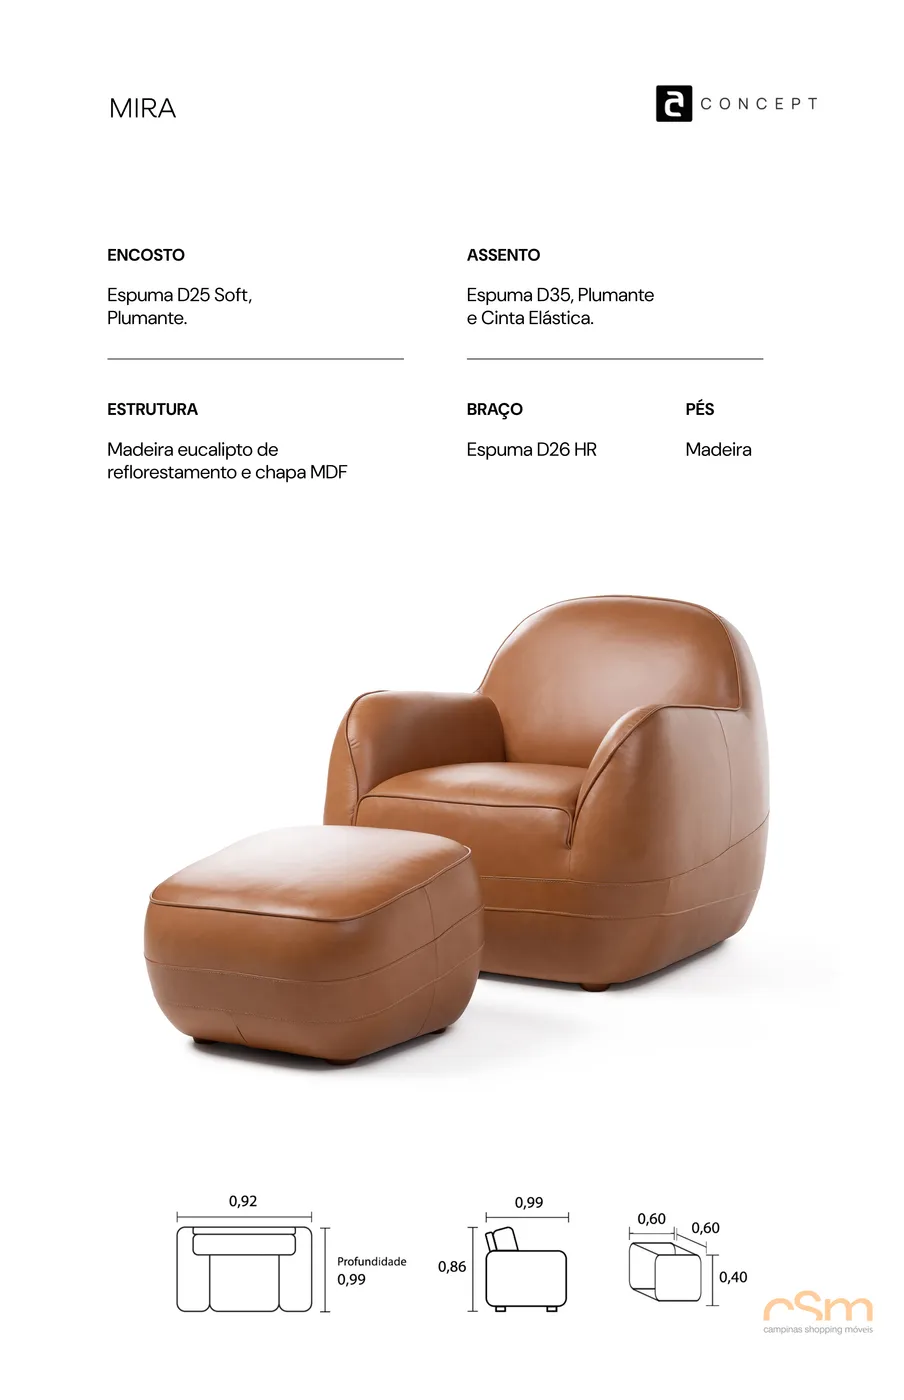 MIRA
CONCEPT
ENCOSTO
Espuma D25 Soft,
Plumante.
ASSENTO
Espuma D35, Plumante
e Cinta Elástica.
ESTRUTURA
Madeira eucalipto de
reflorestamento e chapa MDF
BRAÇO
Espuma D26 HR
PÉS
Madeira
0,92
Profundidade
0,99
0,99
0,86
0,60
0,60
0,40
csm
campinas shopping móveis